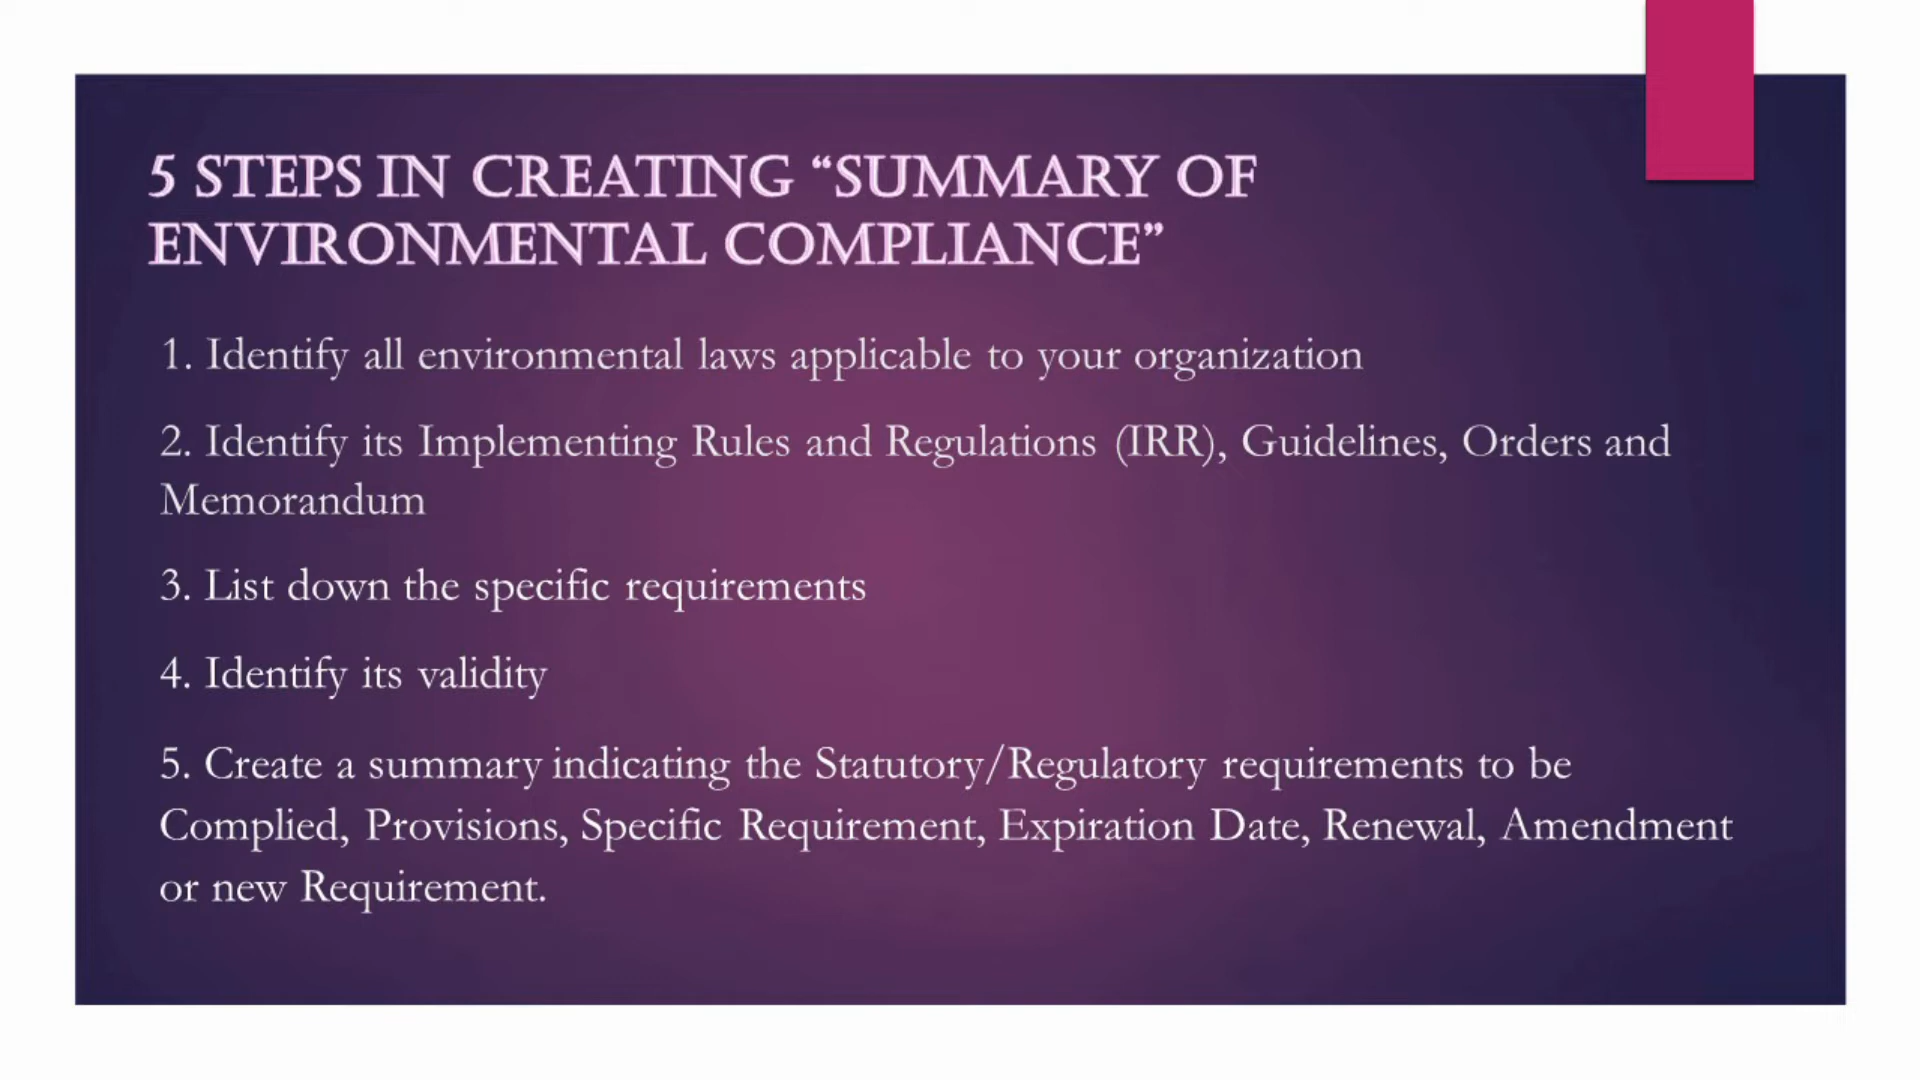 5 STEPS IN CREATING “SUMMARY OF
ENVIRONMENTAL COMPLIANCE”
1. Identify all environmental laws applicable to your organization
2. Identify its Implementing Rules and Regulations (IRR), Guidelines, Orders and
Memorandum
3. List down the specific requirements
4. Identify its validity
5. Create a summary indicating the Statutory/Regulatory requirements to be
Complied, Provisions, Specific Requirement, Expiration Date, Renewal, Amendment
or new Requirement.